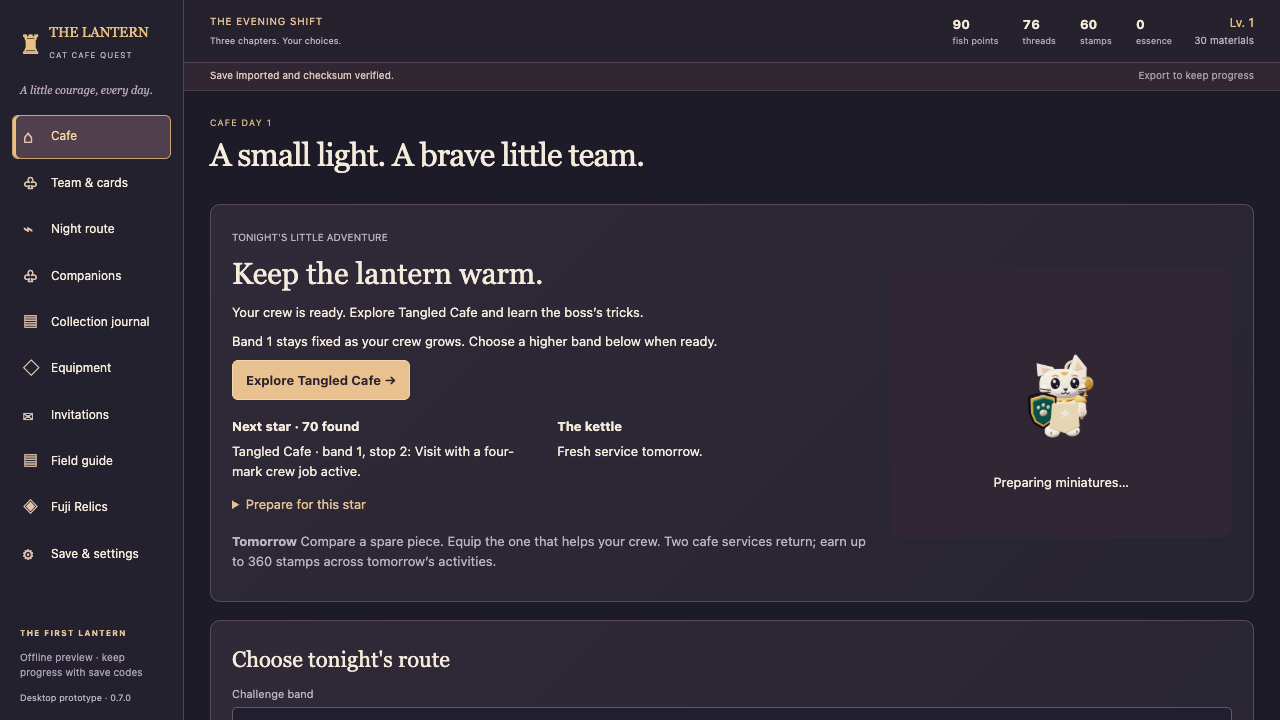 THE LANTERN
CAT CAFE QUEST
A little courage, every day.
Cafe
Team & cards
Night route
Companions
Collection journal
Equipment
Invitations
Field guide
Fuji Relics
Save & settings
THE FIRST LANTERN
Offline preview · keep
progress with save codes
Desktop prototype · 0.7.0
THE EVENING SHIFT
Three chapters. Your choices.
90
fish points
76
threads
60
stamps
0
essence
Lv. 1
30 materials
Save imported and checksum verified.
Export to keep progress
CAFE DAY 1
A small light. A brave little team.
TONIGHT'S LITTLE ADVENTURE
Keep the lantern warm.
Your crew is ready. Explore Tangled Cafe and learn the boss’s tricks.
Band 1 stays fixed as your crew grows. Choose a higher band below when ready.
Explore Tangled Cafe →
Next star · 70 found
Tangled Cafe · band 1, stop 2: Visit with a four-
mark crew job active.
The kettle
Fresh service tomorrow.
Prepare for this star
Tomorrow Compare a spare piece. Equip the one that helps your crew. Two cafe services return; earn up
to 360 stamps across tomorrow’s activities.
Preparing miniatures…
Choose tonight's route
Challenge band